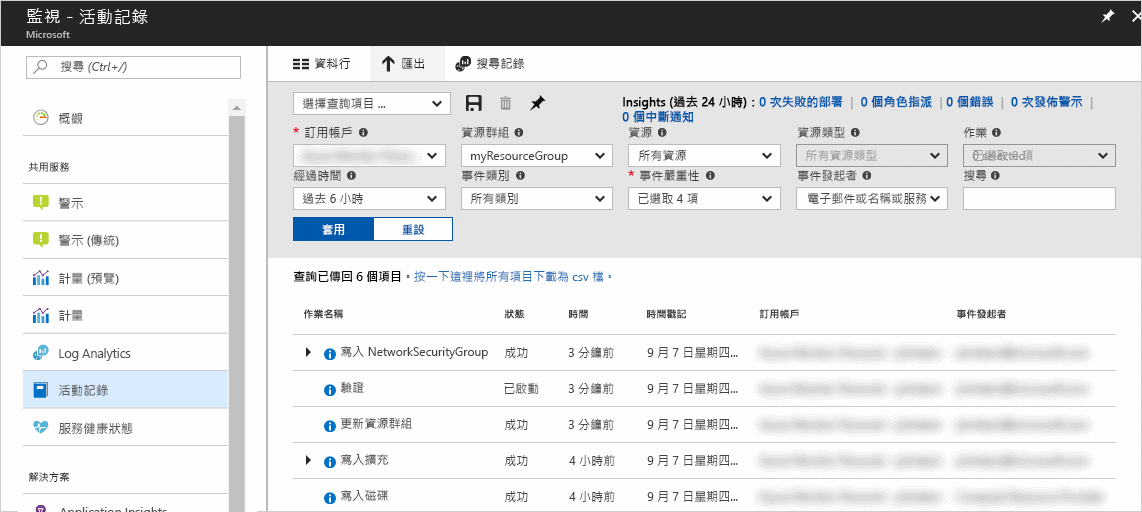 監視 - 活動記錄
Microsoft
搜尋 (Ctrl+/)
概觀
共用服務
警示
警示 (傳統)
計量 (預覽)
計量
Log Analytics
活動記錄
服務健康狀態
解決方案
Application Insights
資料行 匯出 搜尋記錄
選擇查詢項目 ...
Insights (過去 24 小時)：0 次失敗的部署 | 0 個角色指派 | 0 個錯誤 | 0 次發佈警示 |
0 個中斷通知
* 訂用帳戶 資源群組 資源 資源類型 作業
myResourceGroup 所有資源 所有資源類型
經過時間 事件類別 * 事件嚴重性 事件發起者 搜尋
過去 6 小時 所有類別 已選取 4 項 電子郵件或名稱或服務
套用 重設
查詢已傳回 6 個項目。按一下這裡將所有項目下載為 csv 檔。
作業名稱 狀態 時間 時間戳記 訂用帳戶 事件發起者
寫入 NetworkSecurityGroup 成功 3 分鐘前 9 月 7 日星期四...
驗證 已啟動 3 分鐘前 9 月 7 日星期四...
更新資源群組 成功 3 分鐘前 9 月 7 日星期四...
寫入擴充 成功 4 小時前 9 月 7 日星期四...
寫入磁碟 成功 4 小時前 9 月 7 日星期四...